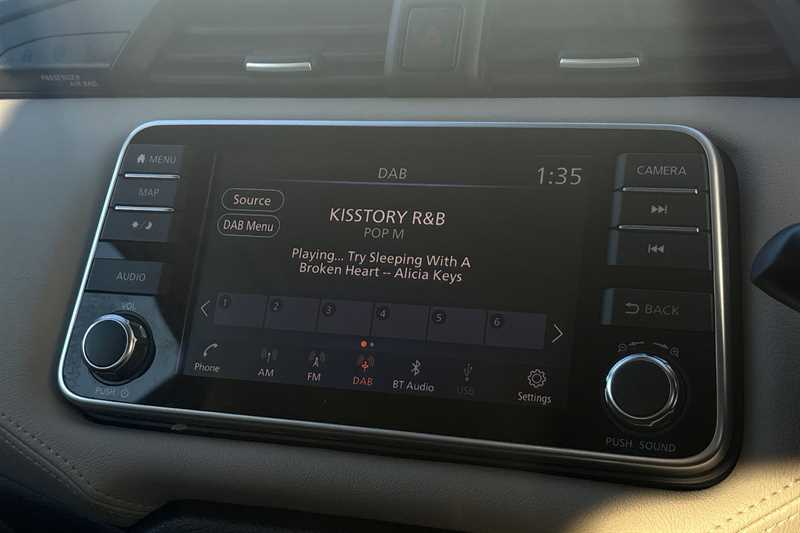 PASSENGER
AIR BAG
MENU
MAP
AUDIO
VOL
PUSH
DAB
1:35
Source
DAB Menu
KISSTORY R&B
POP M
Playing... Try Sleeping With A
Broken Heart -- Alicia Keys
1 2 3 4 5 6
Phone
AM
FM
DAB
BT Audio
USB
Settings
CAMERA
BACK
PUSH SOUND